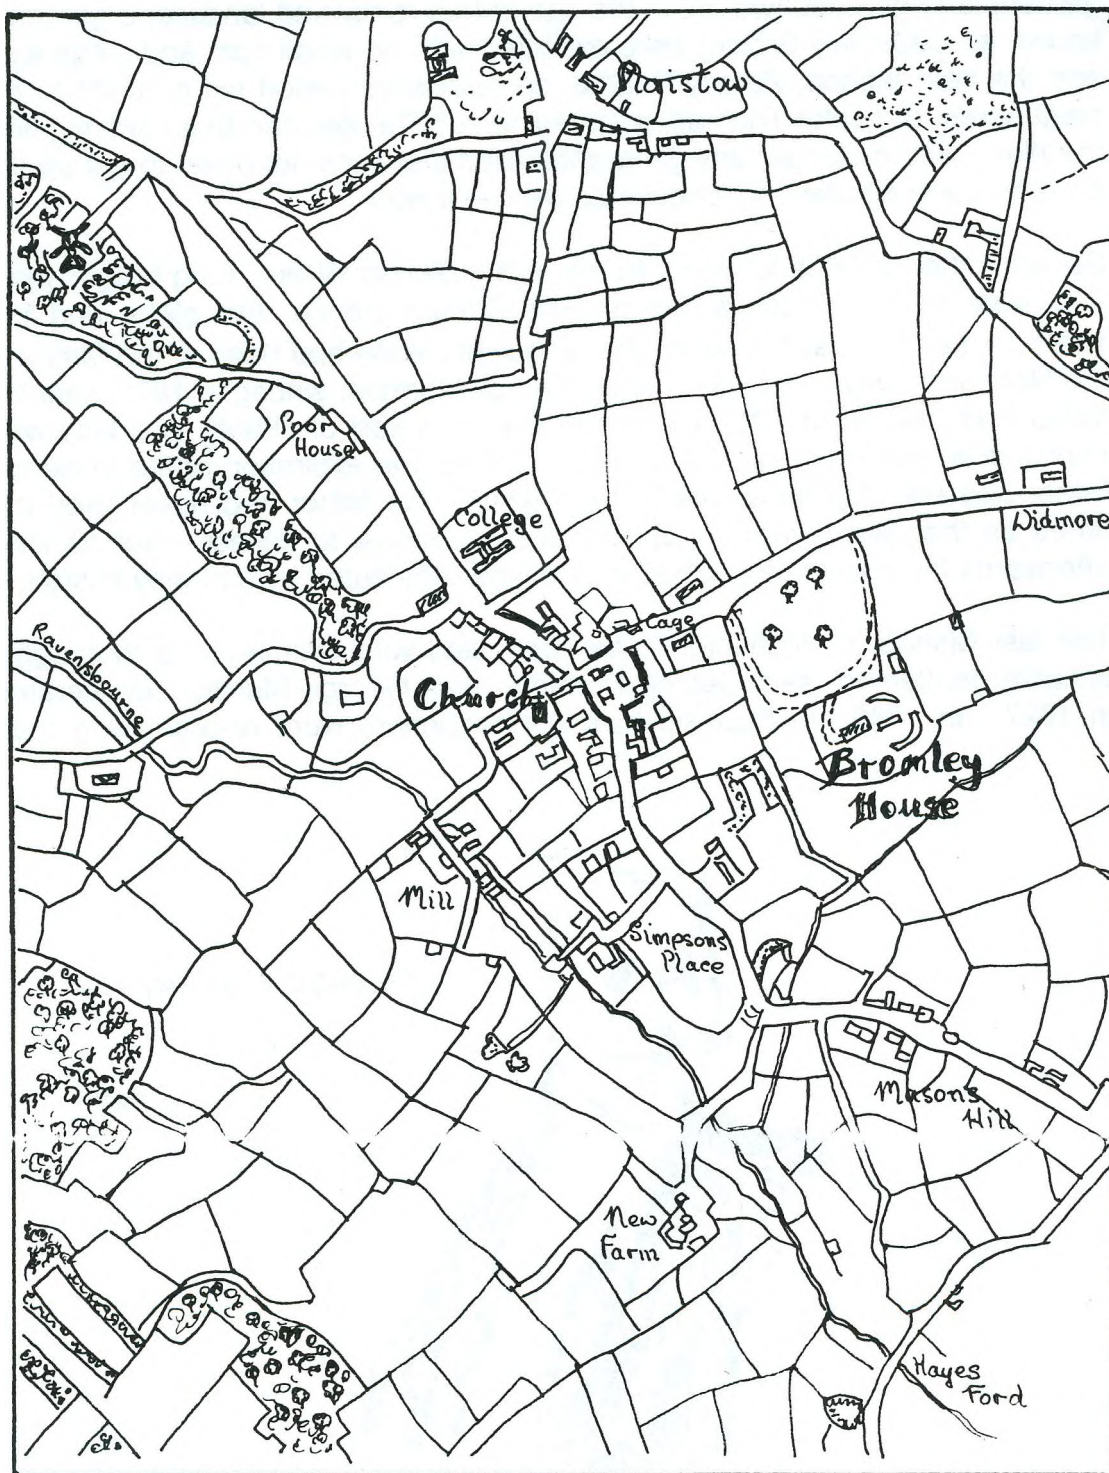 Plaistow
Poor
House
College
Widmore
Cage
Ravensbourne
Church
Bromley
House
Mill
Simpsons
Place
Masons
Hill
New
Farm
Hayes
Ford